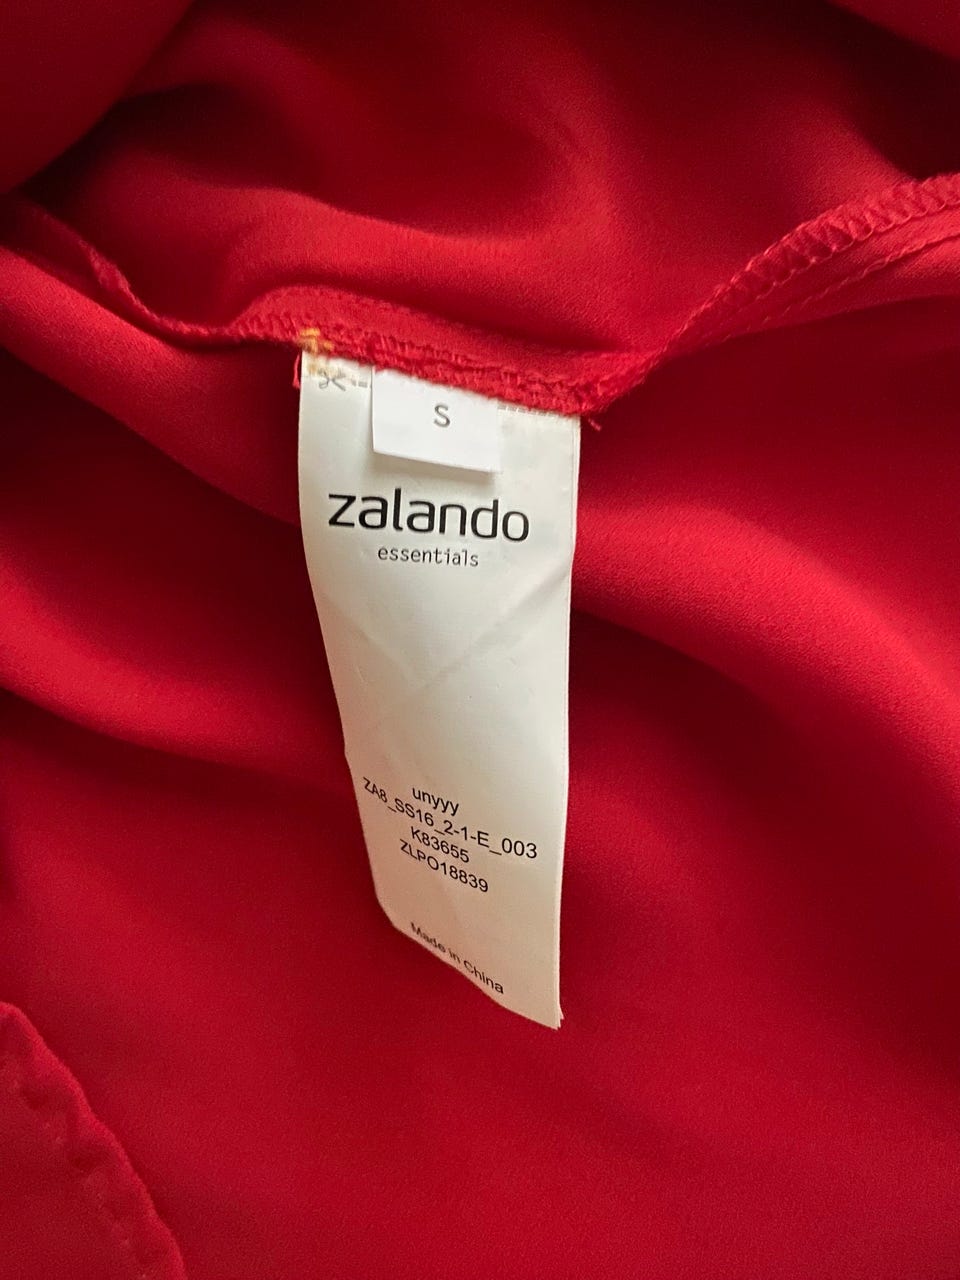 S
zalando
essentials
unyyy
ZA8_SS16_2-1-E_003
K83655
ZLPO18839
Made in China